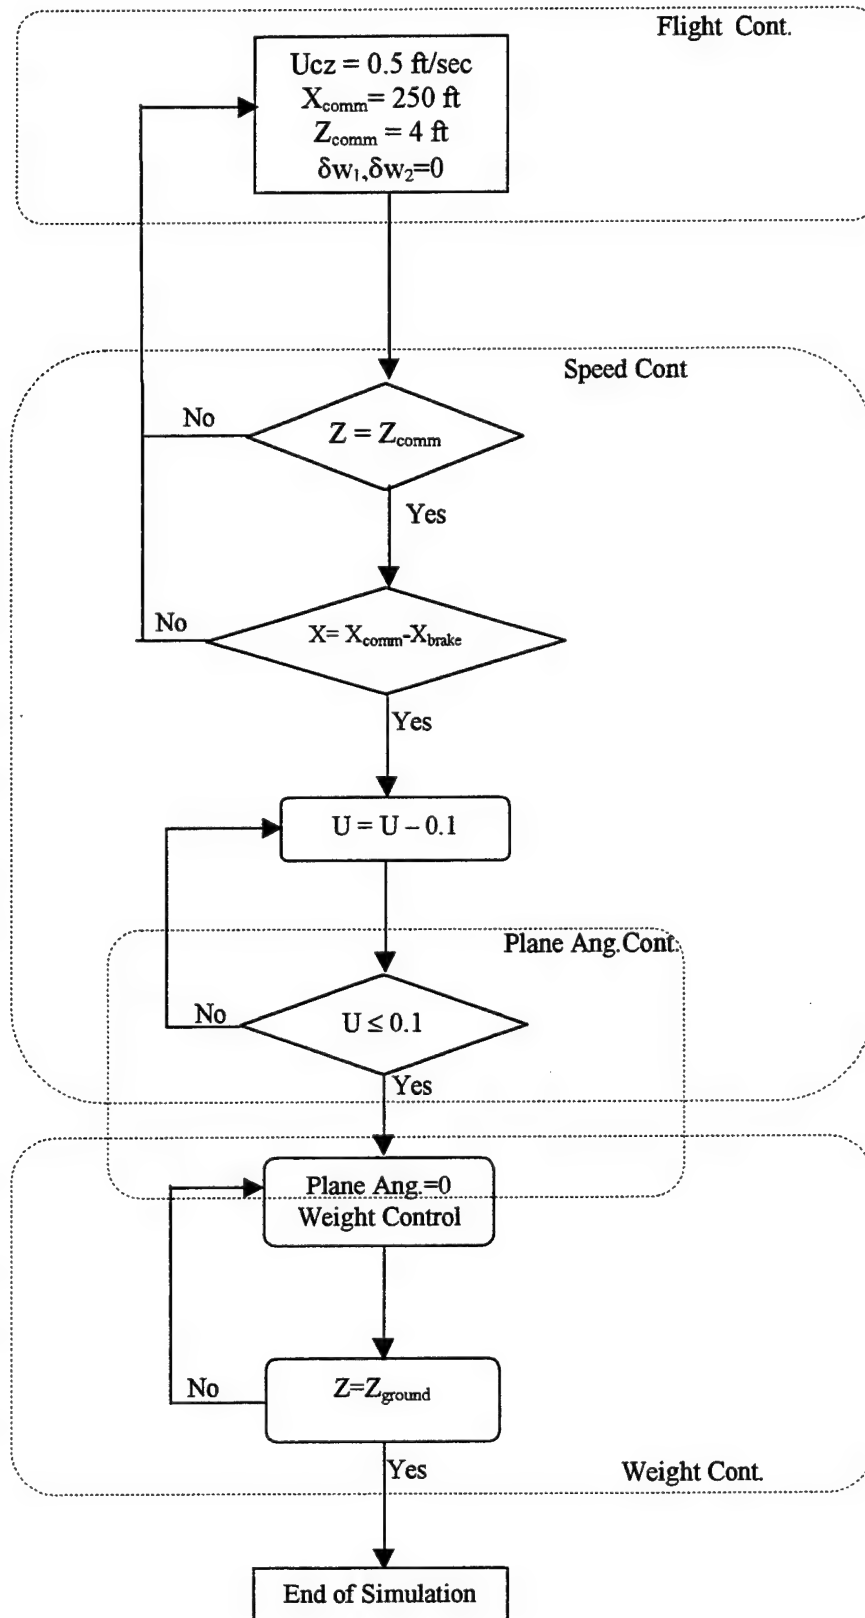 Flight Cont.
Ucz = 0.5 ft/sec
Xcomm= 250 ft
Zcomm = 4 ft
δw1,δw2=0
Speed Cont
No
Z = Zcomm
Yes
No
X= Xcomm-Xbrake
Yes
U = U – 0.1
Plane Ang.Cont.
No
U ≤ 0.1
Yes
Plane Ang.=0
Weight Control
No
Z=Zground
Yes
Weight Cont.
End of Simulation